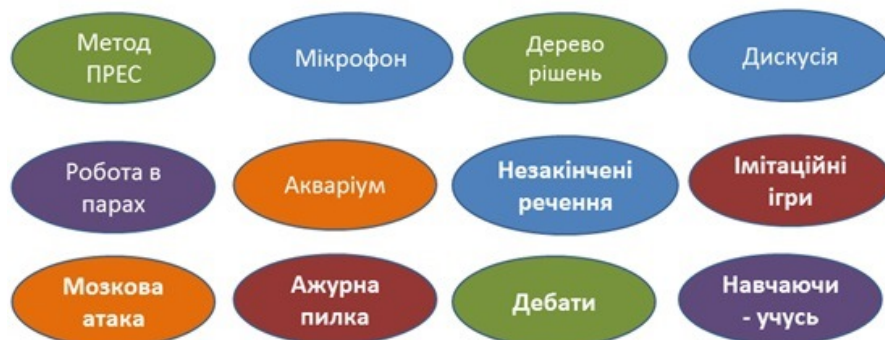 Метод
ПРЕС
Мікрофон
Дерево
рішень
Дискусія
Робота в
парах
Акваріум
Незакінчені
речення
Імітаційні
ігри
Мозкова
атака
Ажурна
пилка
Дебати
Навчаючи
- учусь